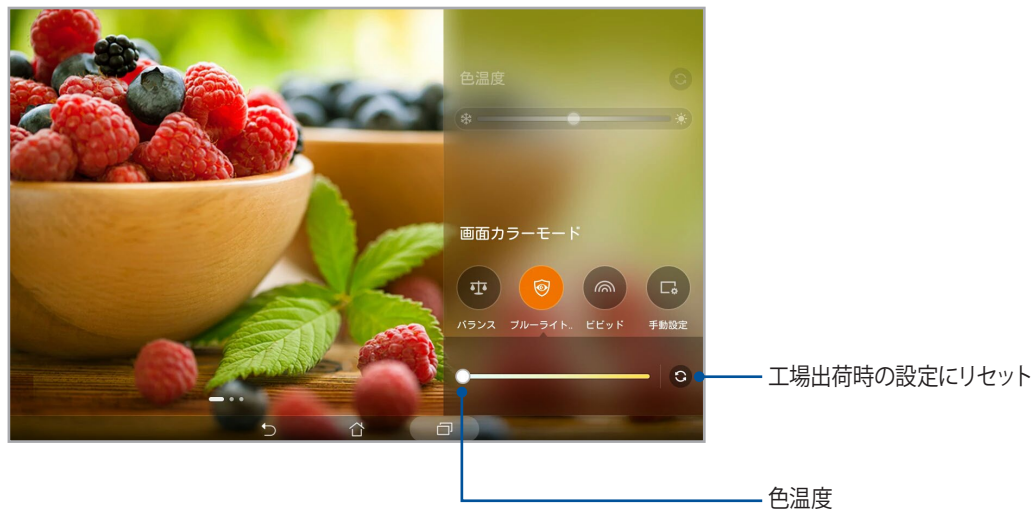 色温度
画面カラーモード
バランス ブルーライト.. ビビッド 手動設定
工場出荷時の設定にリセット
色温度